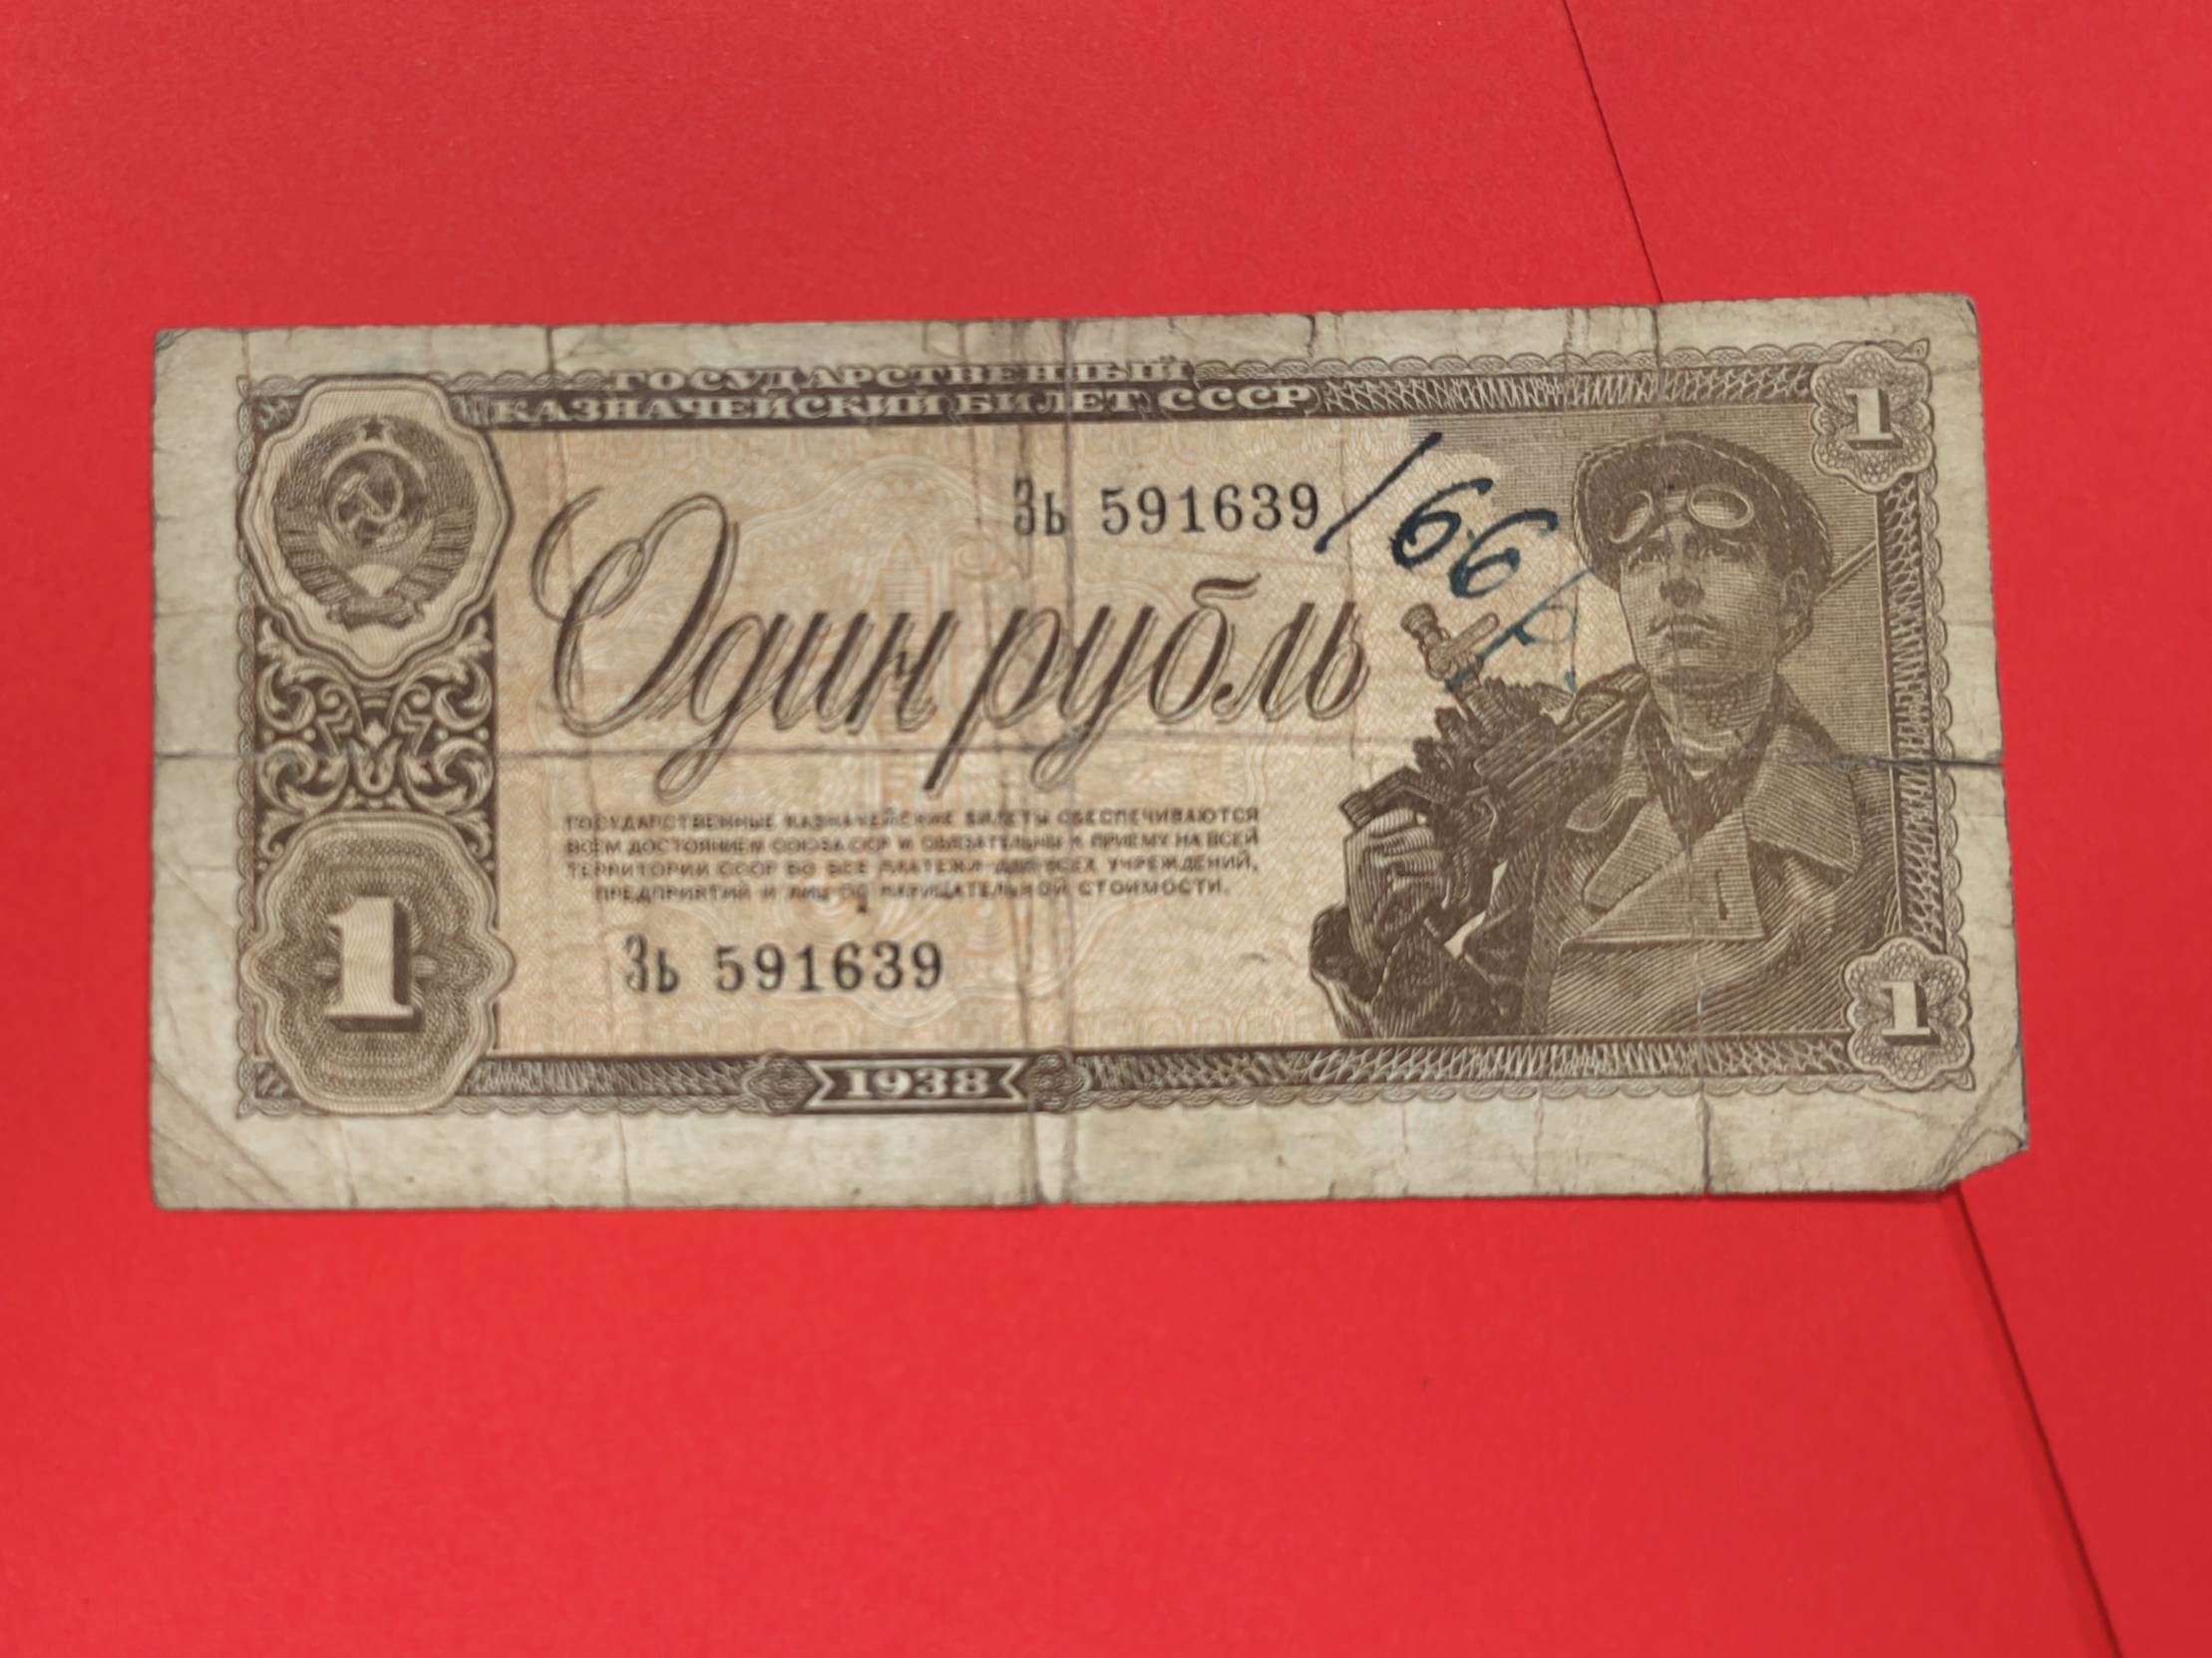 ГОСУДАРСТВЕННЫЙ
КАЗНАЧЕЙСКИЙ БИЛЕТ СССР
1
Зь 591639
166
Один рубль
ГОСУДАРСТВЕННЫЕ КАЗНАЧЕЙСКИЕ БИЛЕТЫ ОБЕСПЕЧИВАЮТСЯ
ВСЕМ ДОСТОЯНИЕМ СОЮЗА ССР И ОБЯЗАТЕЛЬНЫ К ПРИЕМУ НА ВСЕЙ
ТЕРРИТОРИИ СССР ВО ВСЕ ПЛАТЕЖИ ДЛЯ ВСЕХ УЧРЕЖДЕНИЙ,
ПРЕДПРИЯТИЙ И ЛИЦ ПО НАРИЦАТЕЛЬНОЙ СТОИМОСТИ.
1
Зь 591639
1
1938